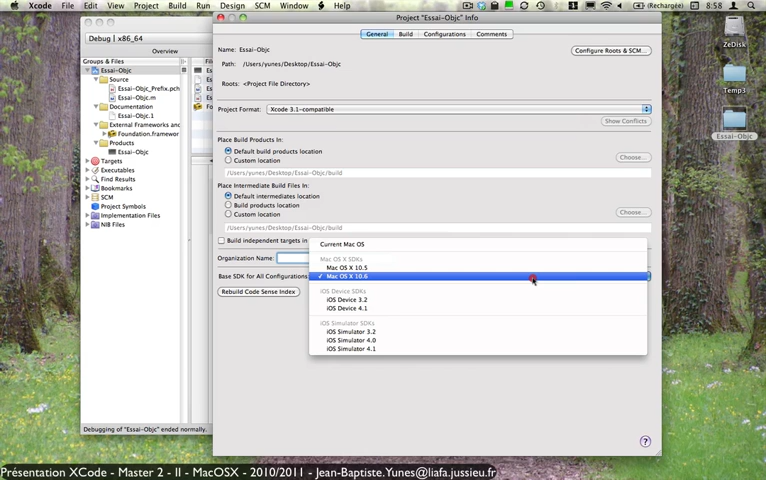 Xcode File Edit View Project Build Run Design SCM Window Help (Rechargée) 8:58
Project "Essai-Objc" Info
Debug | x86_64
Overview
Groups & Files
Essai-Objc
Source
Essai-Objc_Prefix.pch
Essai-Objc.m
Documentation
Essai-Objc.1
External Frameworks and
Foundation.framewor
Products
Essai-Objc
Targets
Executables
Find Results
Bookmarks
SCM
Project Symbols
Implementation Files
NIB Files
Debugging of "Essai-Objc" ended normally.
General Build Configurations Comments
Name: Essai-Objc
Configure Roots & SCM...
Path: /Users/yunes/Desktop/Essai-Objc
Roots: <Project File Directory>
Project Format: Xcode 3.1-compatible
Show Conflicts
Place Build Products In:
Default build products location
Custom location
Choose...
/Users/yunes/Desktop/Essai-Objc/build
Place Intermediate Build Files In:
Default intermediates location
Build products location
Custom location
Choose...
/Users/yunes/Desktop/Essai-Objc/build
Build independent targets in
Organization Name:
Base SDK for All Configurations:
Rebuild Code Sense Index
Current Mac OS
Mac OS X SDKs
Mac OS X 10.5
✓ Mac OS X 10.6
iOS Device SDKs
iOS Device 3.2
iOS Device 4.1
iOS Simulator SDKs
iOS Simulator 3.2
iOS Simulator 4.0
iOS Simulator 4.1
?
ZeDisk
Temp3
Essai-Objc
Présentation XCode - Master 2 - II - MacOSX - 2010/2011 - Jean-Baptiste.Yunes@liafa.jussieu.fr